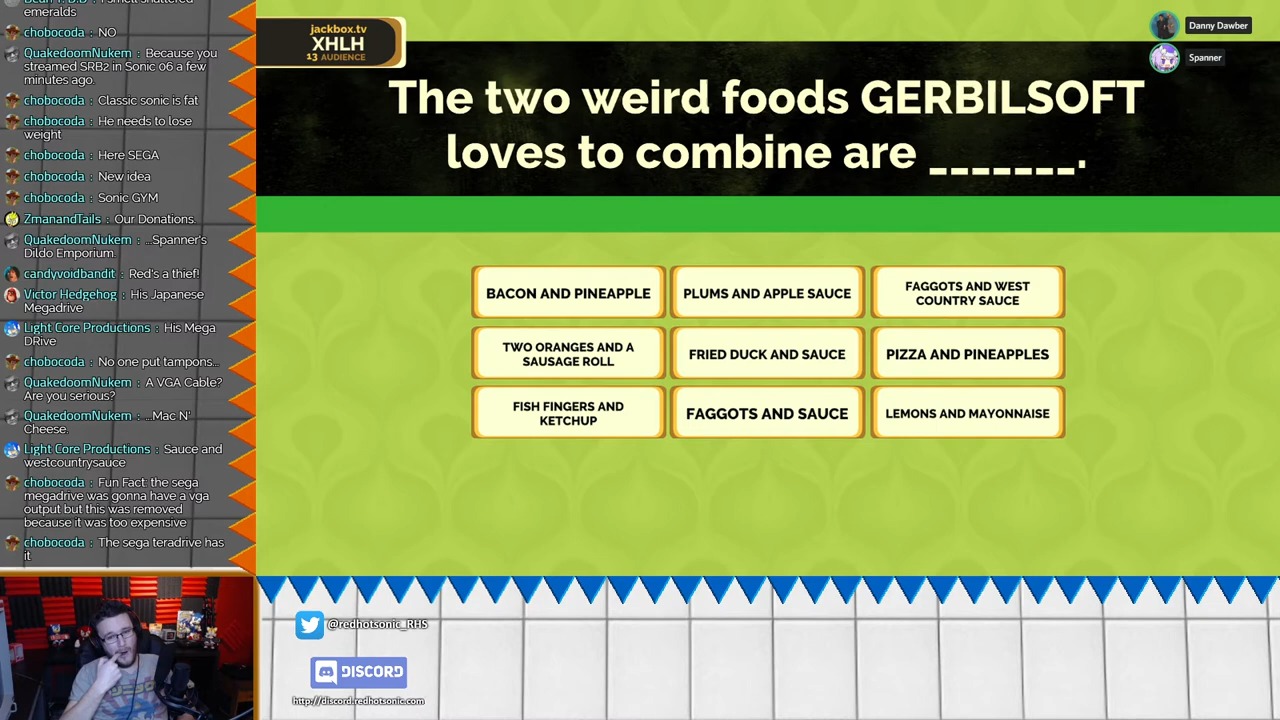 emeralds
chobocoda : NO
QuakedoomNukem : Because you
streamed SB2 in Sonic 06 a few
minutes ago.
chobocoda : Classic sonic is fat
chobocoda : He needs to lose
weight
chobocoda : Here SEGA
chobocoda : New idea
chobocoda : Sonic GYM
ZmanandTails : Our Donations.
QuakedoomNukem : ...Spanner's
Dildo Emporium.
candyvoidbandit : Red's a thief!
Victor Hedgehog : His Japanese
Megadrive
Light Core Productions : His Mega
DRive
chobocoda : No one put tampons...
QuakedoomNukem : A VGA Cable?
Are you serious?
QuakedoomNukem : ...Mac N'
Cheese.
Light Core Productions : Sauce and
westcountrysauce
chobocoda : Fun Fact. the sega
megadrive was gonna have a vga
output but this was removed
because it was too expensive
chobocoda : The sega teradrive has
it
jackbox.tv
XHLH
13 AUDIENCE
Danny Dawber
Spanner
The two weird foods GERBILSOFT
loves to combine are _______.
BACON AND PINEAPPLE
PLUMS AND APPLE SAUCE
FAGGOTS AND WEST
COUNTRY SAUCE
TWO ORANGES AND A
SAUSAGE ROLL
FRIED DUCK AND SAUCE
PIZZA AND PINEAPPLES
FISH FINGERS AND
KETCHUP
FAGGOTS AND SAUCE
LEMONS AND MAYONNAISE
@redhotsonic_RHS
DISCORD
http://discord.redhotsonic.com